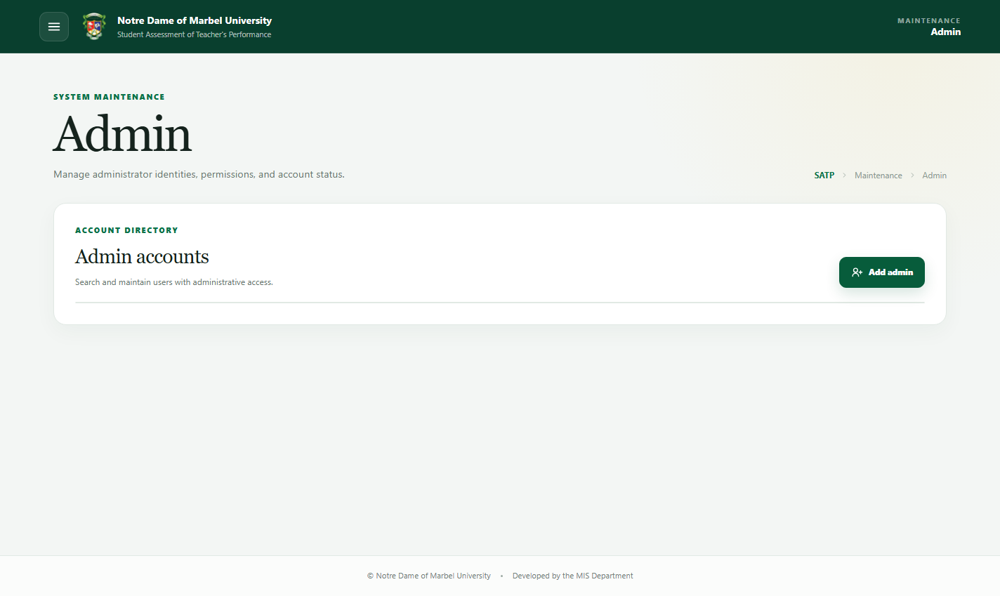 Notre Dame of Marbel University
Student Assessment of Teacher's Performance
MAINTENANCE
Admin
SYSTEM MAINTENANCE
Admin
Manage administrator identities, permissions, and account status.
SATP > Maintenance > Admin
ACCOUNT DIRECTORY
Admin accounts
Search and maintain users with administrative access.
Add admin
© Notre Dame of Marbel University • Developed by the MIS Department